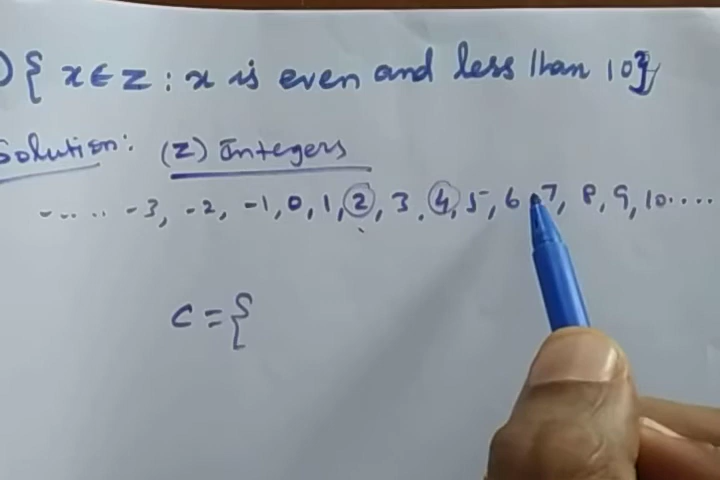 ) { x ∈ Z : x is even and less than 10}
Solution: (Z) Integers
..... -3, -2, -1, 0, 1, 2, 3, 4, 5, 6, 7, 8, 9, 10....
C = {